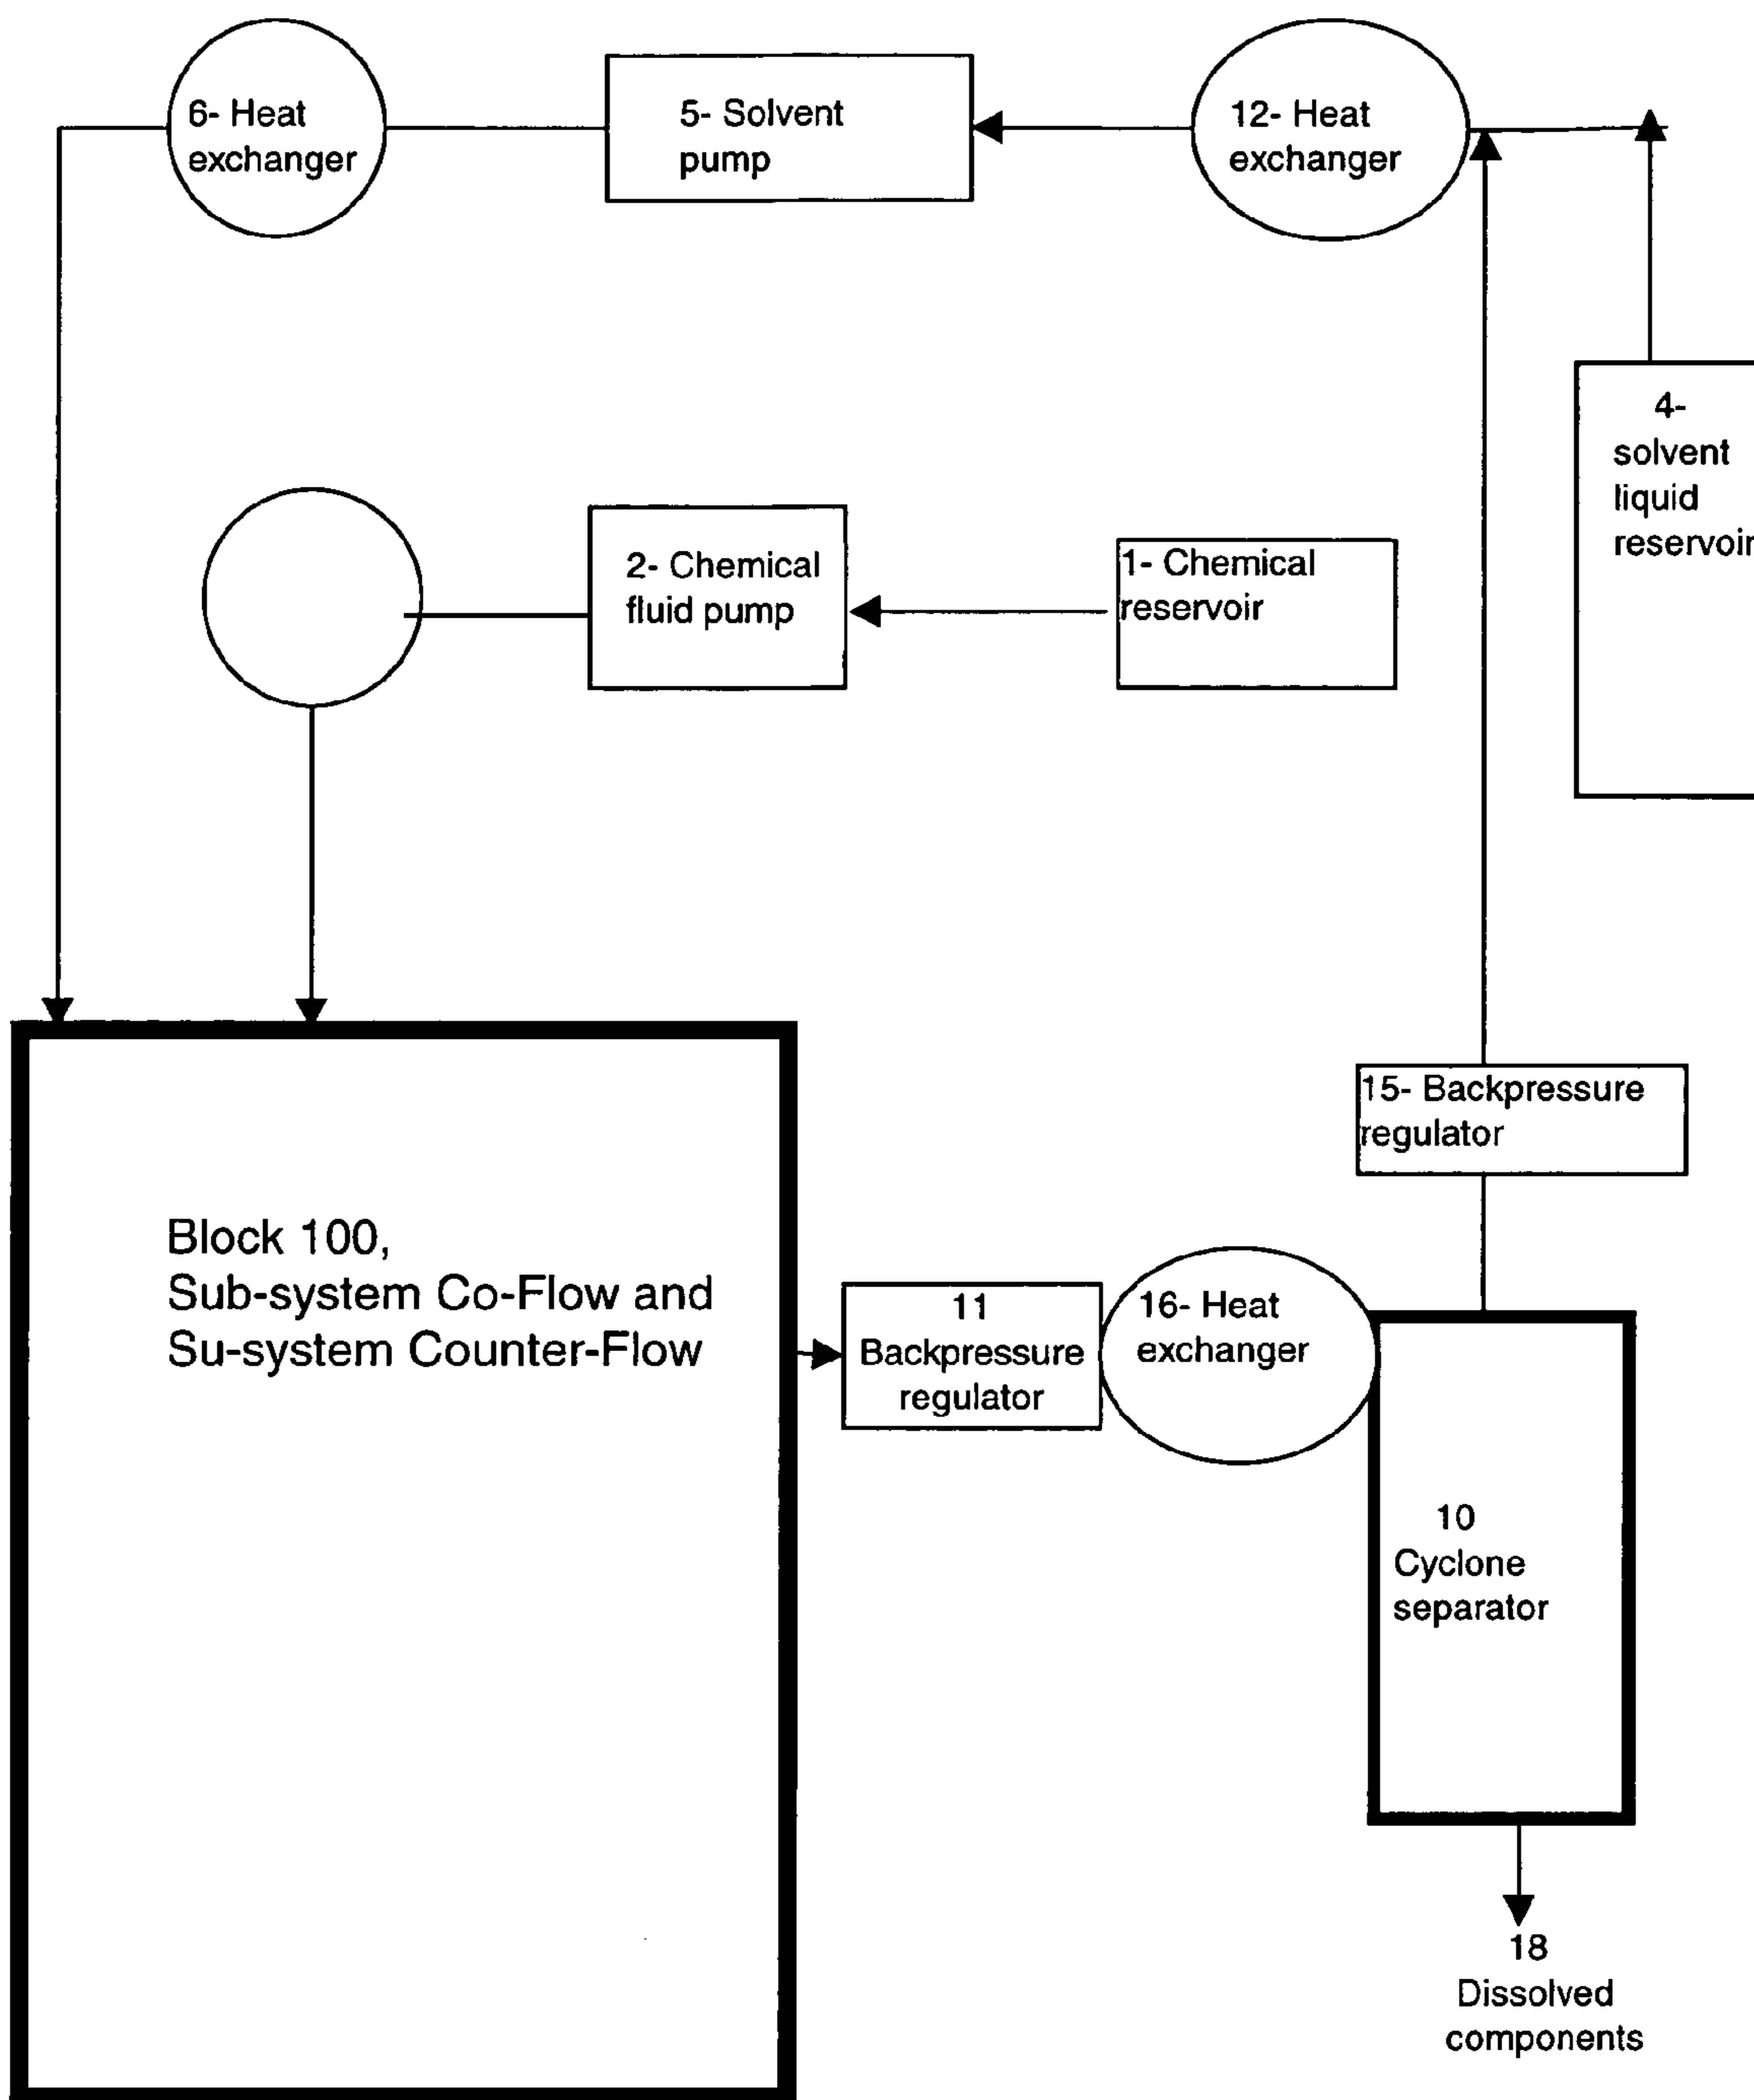 6- Heat
exchanger
5- Solvent
pump
12- Heat
exchanger
4-
solvent
liquid
reservoir
2- Chemical
fluid pump
1- Chemical
reservoir
15- Backpressure
regulator
Block 100,
Sub-system Co-Flow and
Su-system Counter-Flow
11
Backpressure
regulator
16- Heat
exchanger
10
Cyclone
separator
18
Dissolved
components